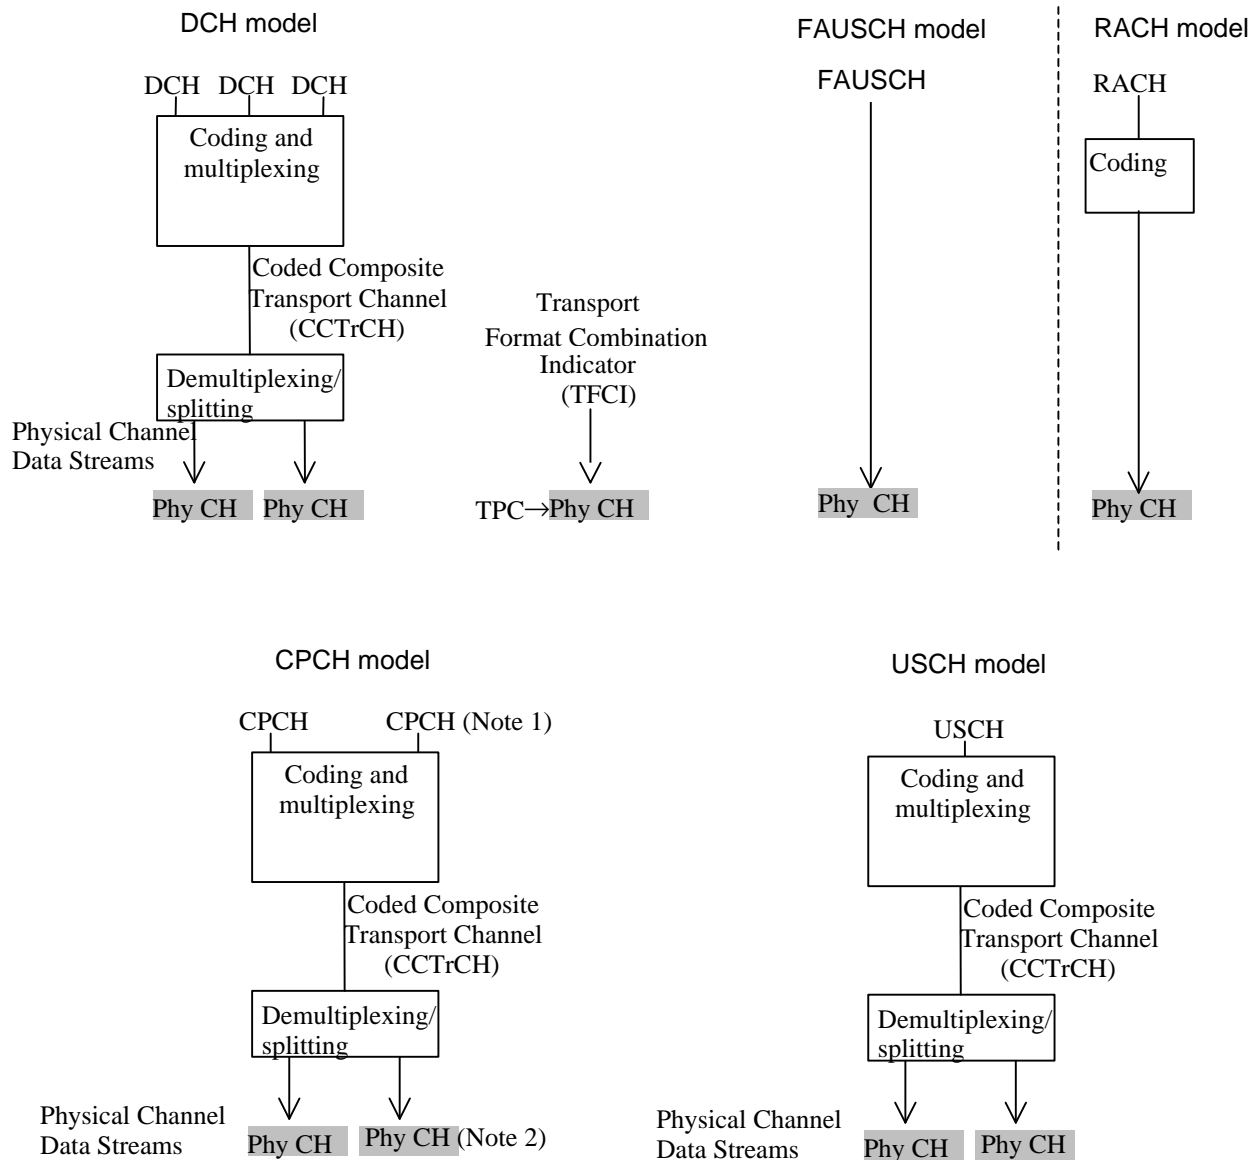 DCH model
DCH DCH DCH
Coding and
multiplexing
Coded Composite
Transport Channel
(CCTrCH)
Demultiplexing/
splitting
Physical Channel
Data Streams
Phy CH Phy CH
Transport
Format Combination
Indicator
(TFCI)
TPC→Phy CH
FAUSCH model
FAUSCH
Phy CH
RACH model
RACH
Coding
Phy CH
CPCH model
CPCH CPCH (Note 1)
Coding and
multiplexing
Coded Composite
Transport Channel
(CCTrCH)
Demultiplexing/
splitting
Physical Channel
Data Streams
Phy CH Phy CH (Note 2)
USCH model
USCH
Coding and
multiplexing
Coded Composite
Transport Channel
(CCTrCH)
Demultiplexing/
splitting
Physical Channel
Data Streams
Phy CH Phy CH